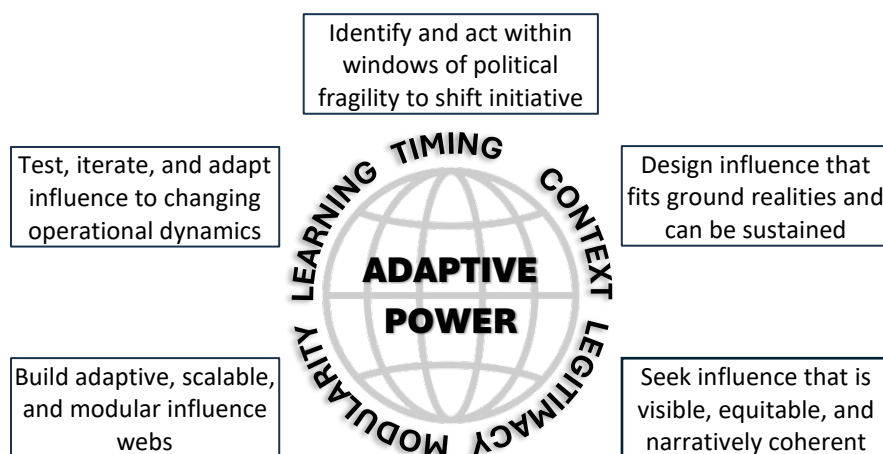 Identify and act within
windows of political
fragility to shift initiative
Test, iterate, and adapt
influence to changing
operational dynamics
Design influence that
fits ground realities and
can be sustained
LEARNING
TIMING
CONTEXT
ADAPTIVE
POWER
MODULARITY
LEGITIMACY
Build adaptive, scalable,
and modular influence
webs
Seek influence that is
visible, equitable, and
narratively coherent